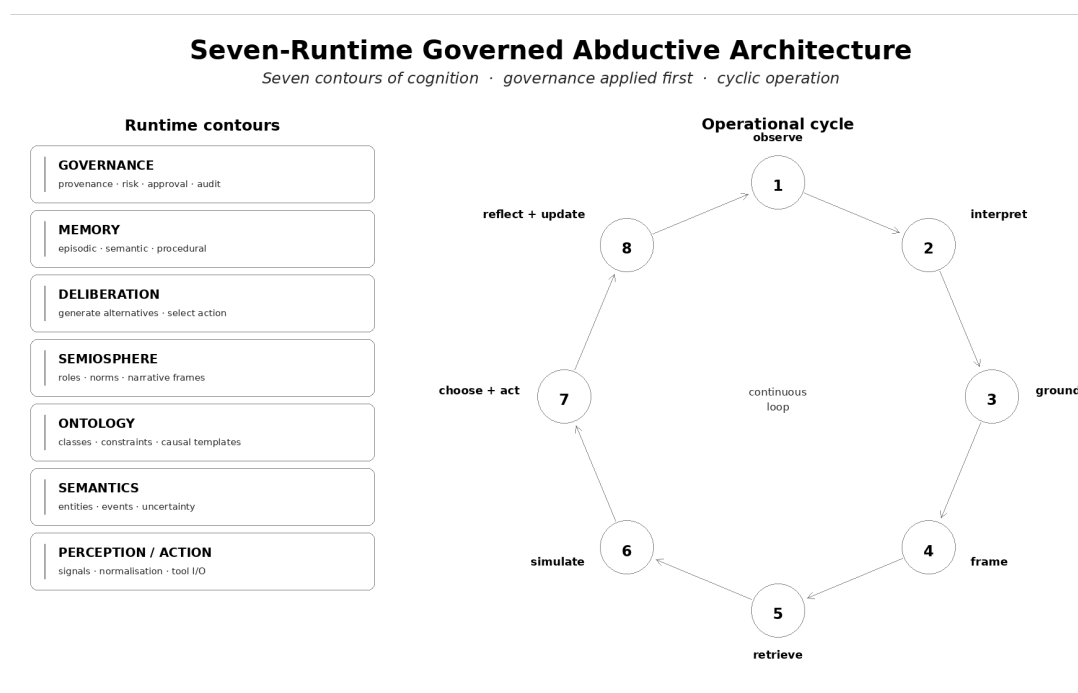 Seven-Runtime Governed Abductive Architecture
Seven contours of cognition · governance applied first · cyclic operation
Runtime contours
GOVERNANCE
provenance · risk · approval · audit
MEMORY
episodic · semantic · procedural
DELIBERATION
generate alternatives · select action
SEMIOSPHERE
roles · norms · narrative frames
ONTOLOGY
classes · constraints · causal templates
SEMANTICS
entities · events · uncertainty
PERCEPTION / ACTION
signals · normalisation · tool I/O
Operational cycle
observe
1
interpret
2
ground
3
frame
4
retrieve
5
simulate
6
choose + act
7
reflect + update
8
continuous
loop